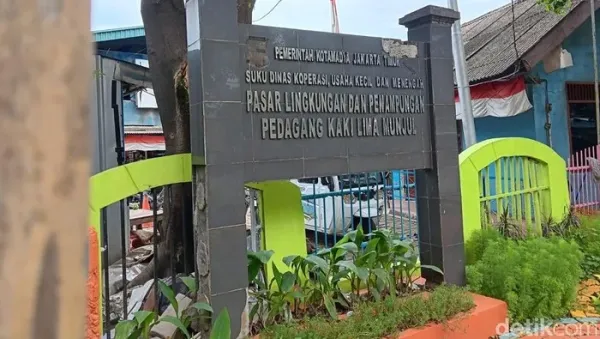 PEMERINTAH KOTAMADYA JAKARTA TIMUR
SUKU DINAS KOPERASI, USAHA KECIL DAN MENENGAH
PASAR LINGKUNGAN DAN PENAMPUNGAN
PEDAGANG KAKI LIMA MUNJUL
detikcom